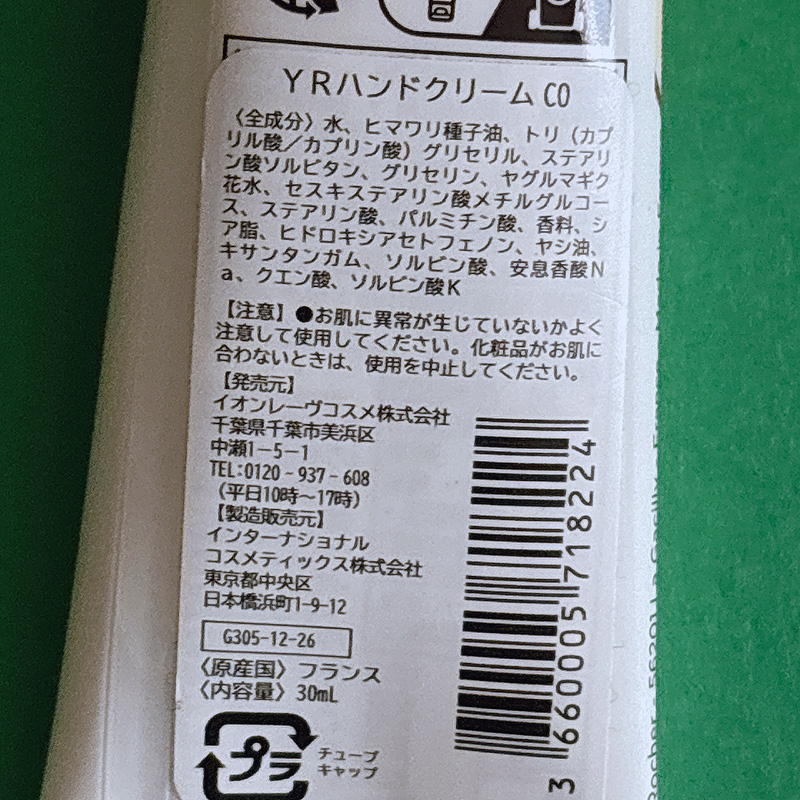 YRハンドクリーム CO
〈全成分〉水、ヒマワリ種子油、トリ（カプ
リル酸／カプリン酸）グリセリル、ステアリ
ン酸ソルビタン、グリセリン、ヤグルマギク
花水、セスキステアリン酸メチルグルコー
ス、ステアリン酸、パルミチン酸、香料、シ
ア脂、ヒドロキシアセトフェノン、ヤシ油、
キサンタンガム、ソルビン酸、安息香酸N
a、クエン酸、ソルビン酸K
【注意】●お肌に異常が生じていないかよく
注意して使用してください。化粧品がお肌に
合わないときは、使用を中止してください。
【発売元】
イオンレーヴコスメ株式会社
千葉県千葉市美浜区
中瀬1-5-1
TEL:0120-937-608
（平日10時〜17時）
【製造販売元】
インターナショナル
コスメティックス株式会社
東京都中央区
日本橋浜町1-9-12
G305-12-26
〈原産国〉フランス
〈内容量〉30mL
プラ
チューブ
キャップ
3 660005 718224